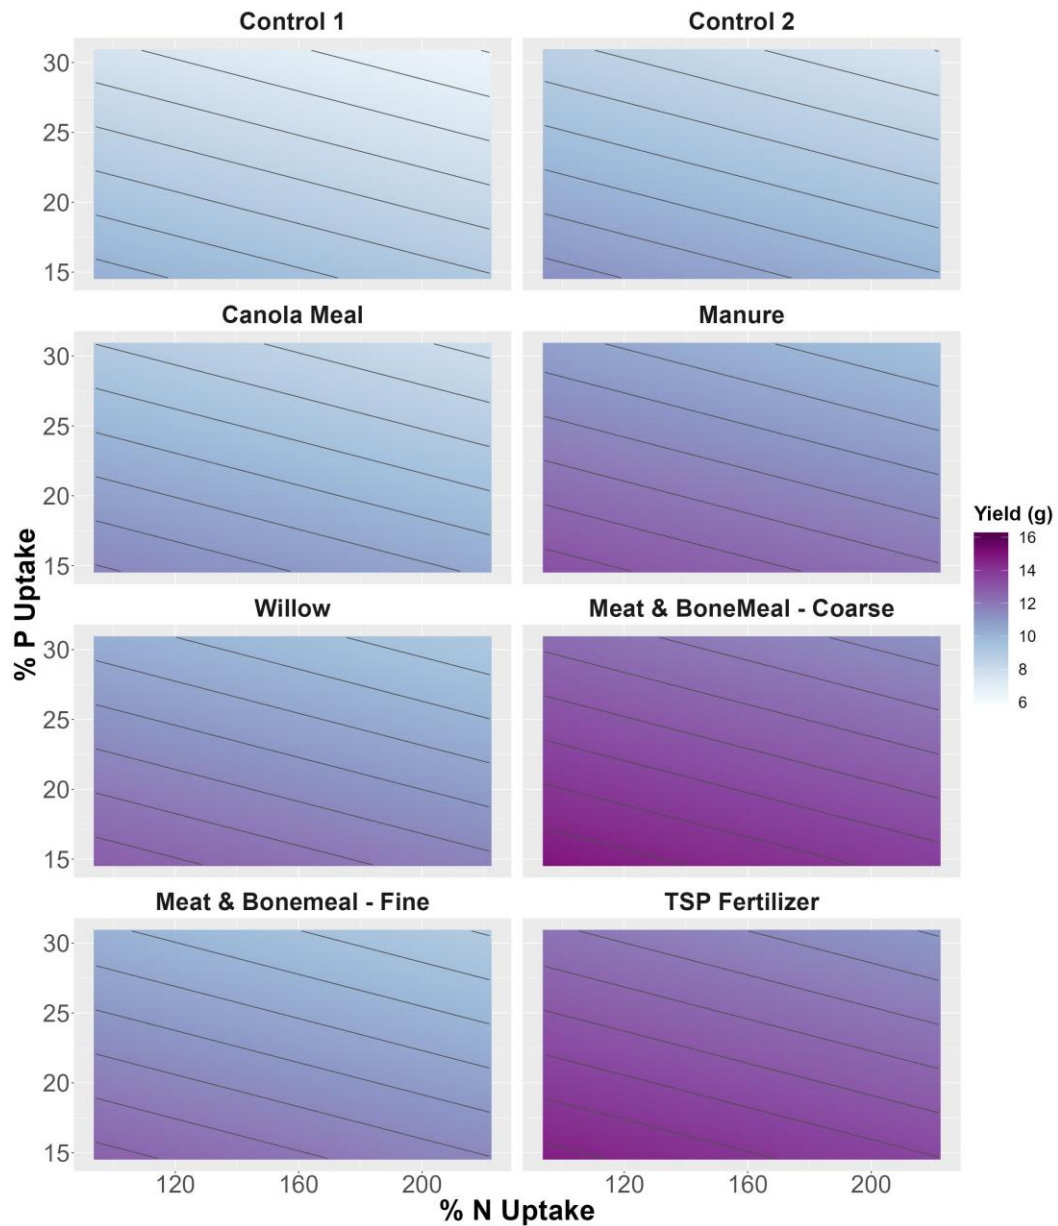 Control 1
Control 2
30
25
20
15
Canola Meal
Manure
30
25
20
15
Willow
Meat & BoneMeal - Coarse
30
25
20
15
Meat & Bonemeal - Fine
TSP Fertilizer
30
25
20
15
120
160
200
120
160
200
% N Uptake
% P Uptake
Yield (g)
16
14
12
10
8
6